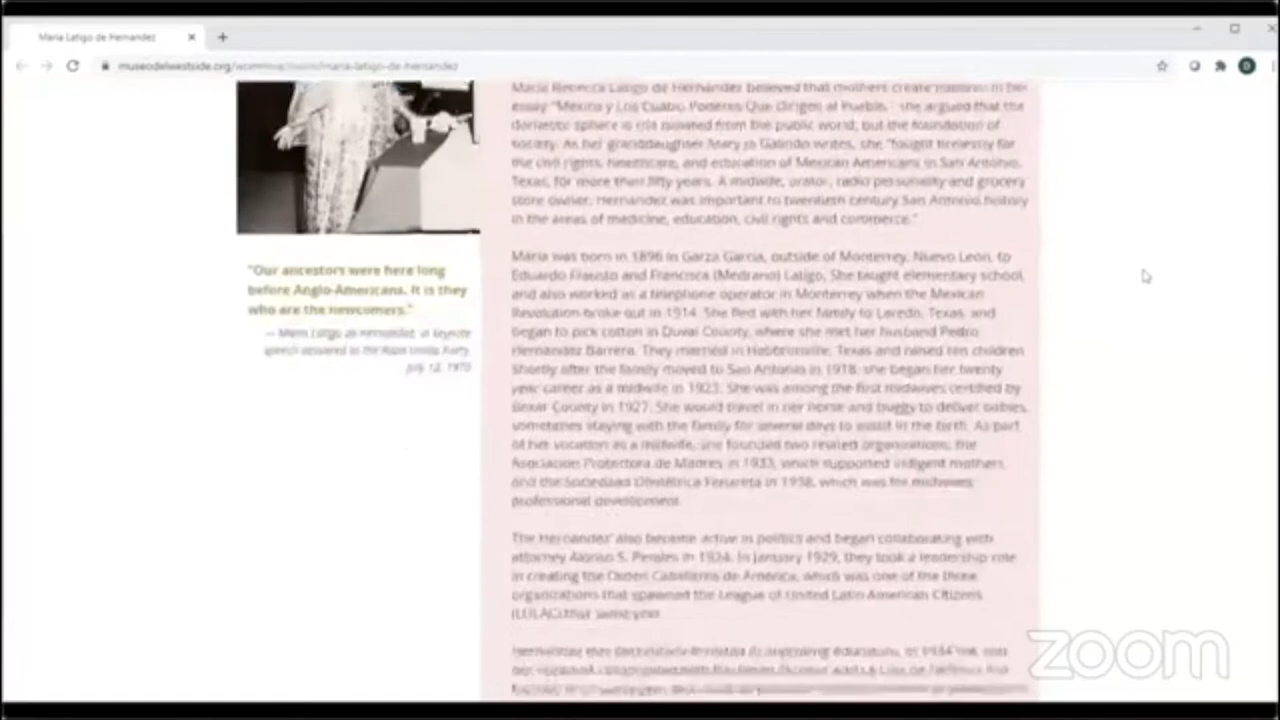 Maria Latigo de Hernandez
museodelwestside.org/
Maria Rebecca Latigo de Hernandez believed that mothers create nations. In her
essay "Mexico y Los Cuatro Poderes Que Dirigen al Pueblo," she argued that the
domestic sphere is not isolated from the public world, but the foundation of
society. As her granddaughter Mary Jo Galindo writes, she "fought tirelessly for
the civil rights, healthcare, and education of Mexican Americans in San Antonio,
Texas, for more than fifty years. A midwife, orator, radio personality and grocery
store owner, Hernandez was important to twentieth century San Antonio history
in the areas of medicine, education, civil rights and commerce."
"Our ancestors were here long
before Anglo-Americans. It is they
who are the newcomers."
— Maria Latigo de Hernandez, in keynote
speech delivered to the Raza Unida Party,
July 12, 1970
Maria was born in 1896 in Garza Garcia, outside of Monterrey, Nuevo León, to
Eduardo Frausto and Francisca (Medrano) Latigo. She taught elementary school,
and also worked as a telephone operator in Monterrey when the Mexican
Revolution broke out in 1914. She fled with her family to Laredo, Texas, and
began to pick cotton in Duval County, where she met her husband Pedro
Hernandez Barrera. They married in Hebbronville, Texas and raised ten children.
Shortly after the family moved to San Antonio in 1918, she began her twenty
year career as a midwife in 1923. She was among the first midwives certified by
Bexar County in 1927. She would travel in her horse and buggy to deliver babies,
sometimes staying with the family for several days to assist in the birth. As part
of her vocation as a midwife, she founded two related organizations, the
Asociacion Protectora de Madres in 1933, which supported indigent mothers,
and the Sociedad Obstétrica in 1938, which was for midwives'
professional development.
The Hernandez' also became active in politics and began collaborating with
attorney Alonso S. Perales in 1924. In January 1929, they took a leadership role
in creating the Orden Caballeros de America, which was one of the three
organizations that spawned the League of United Latin American Citizens
(LULAC) that same year.
zoom